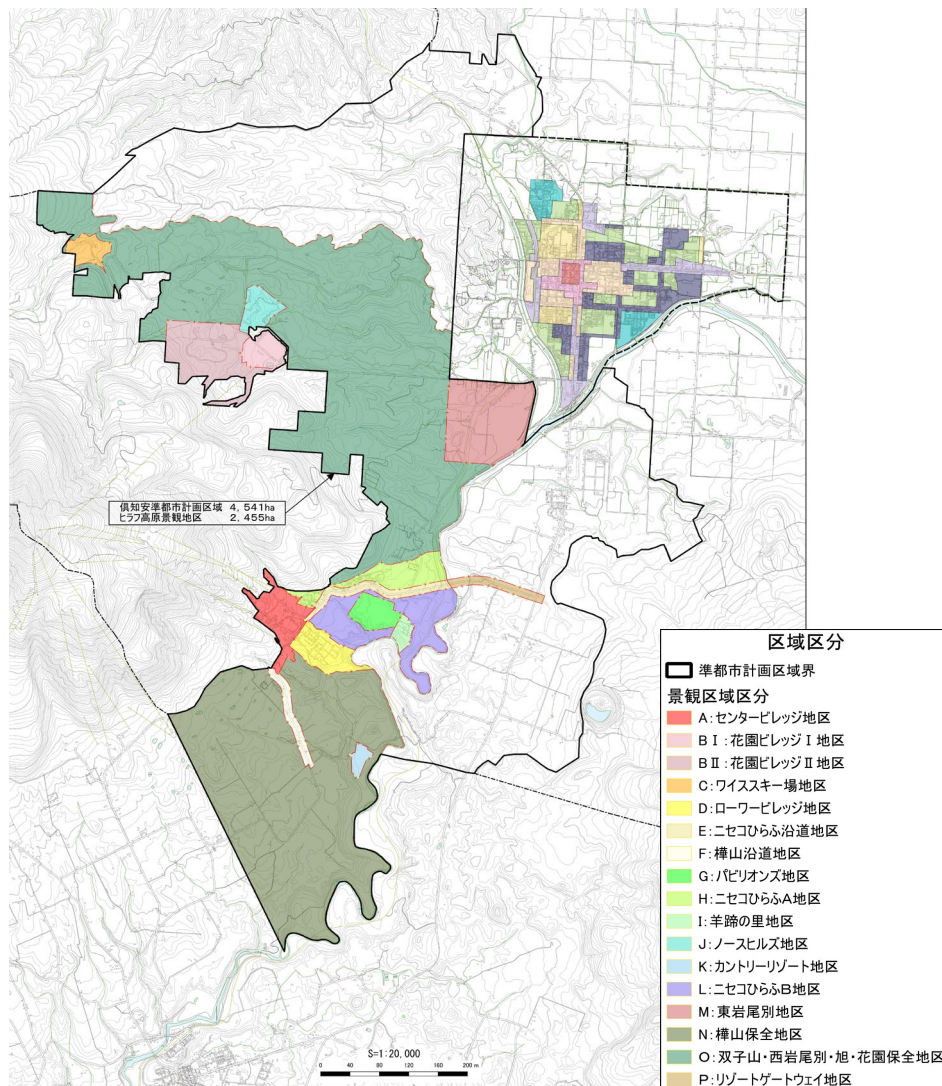 俱知安準都市計画区域 4,541ha
ヒラフ高原景観地区 2,455ha
区域区分
準都市計画区域界
景観区域区分
A:センタービレッジ地区
BⅠ:花園ビレッジⅠ地区
BⅡ:花園ビレッジⅡ地区
C:ワイススキー場地区
D:ローワービレッジ地区
E:ニセコひらふ沿道地区
F:樺山沿道地区
G:パビリオンズ地区
H:ニセコひらふA地区
I:羊蹄の里地区
J:ノースヒルズ地区
K:カントリーリゾート地区
L:ニセコひらふB地区
M:東岩尾別地区
N:樺山保全地区
O:双子山・西岩尾別・旭・花園保全地区
P:リゾートゲートウェイ地区
S=1:20,000
0 40 80 120 160 200 m